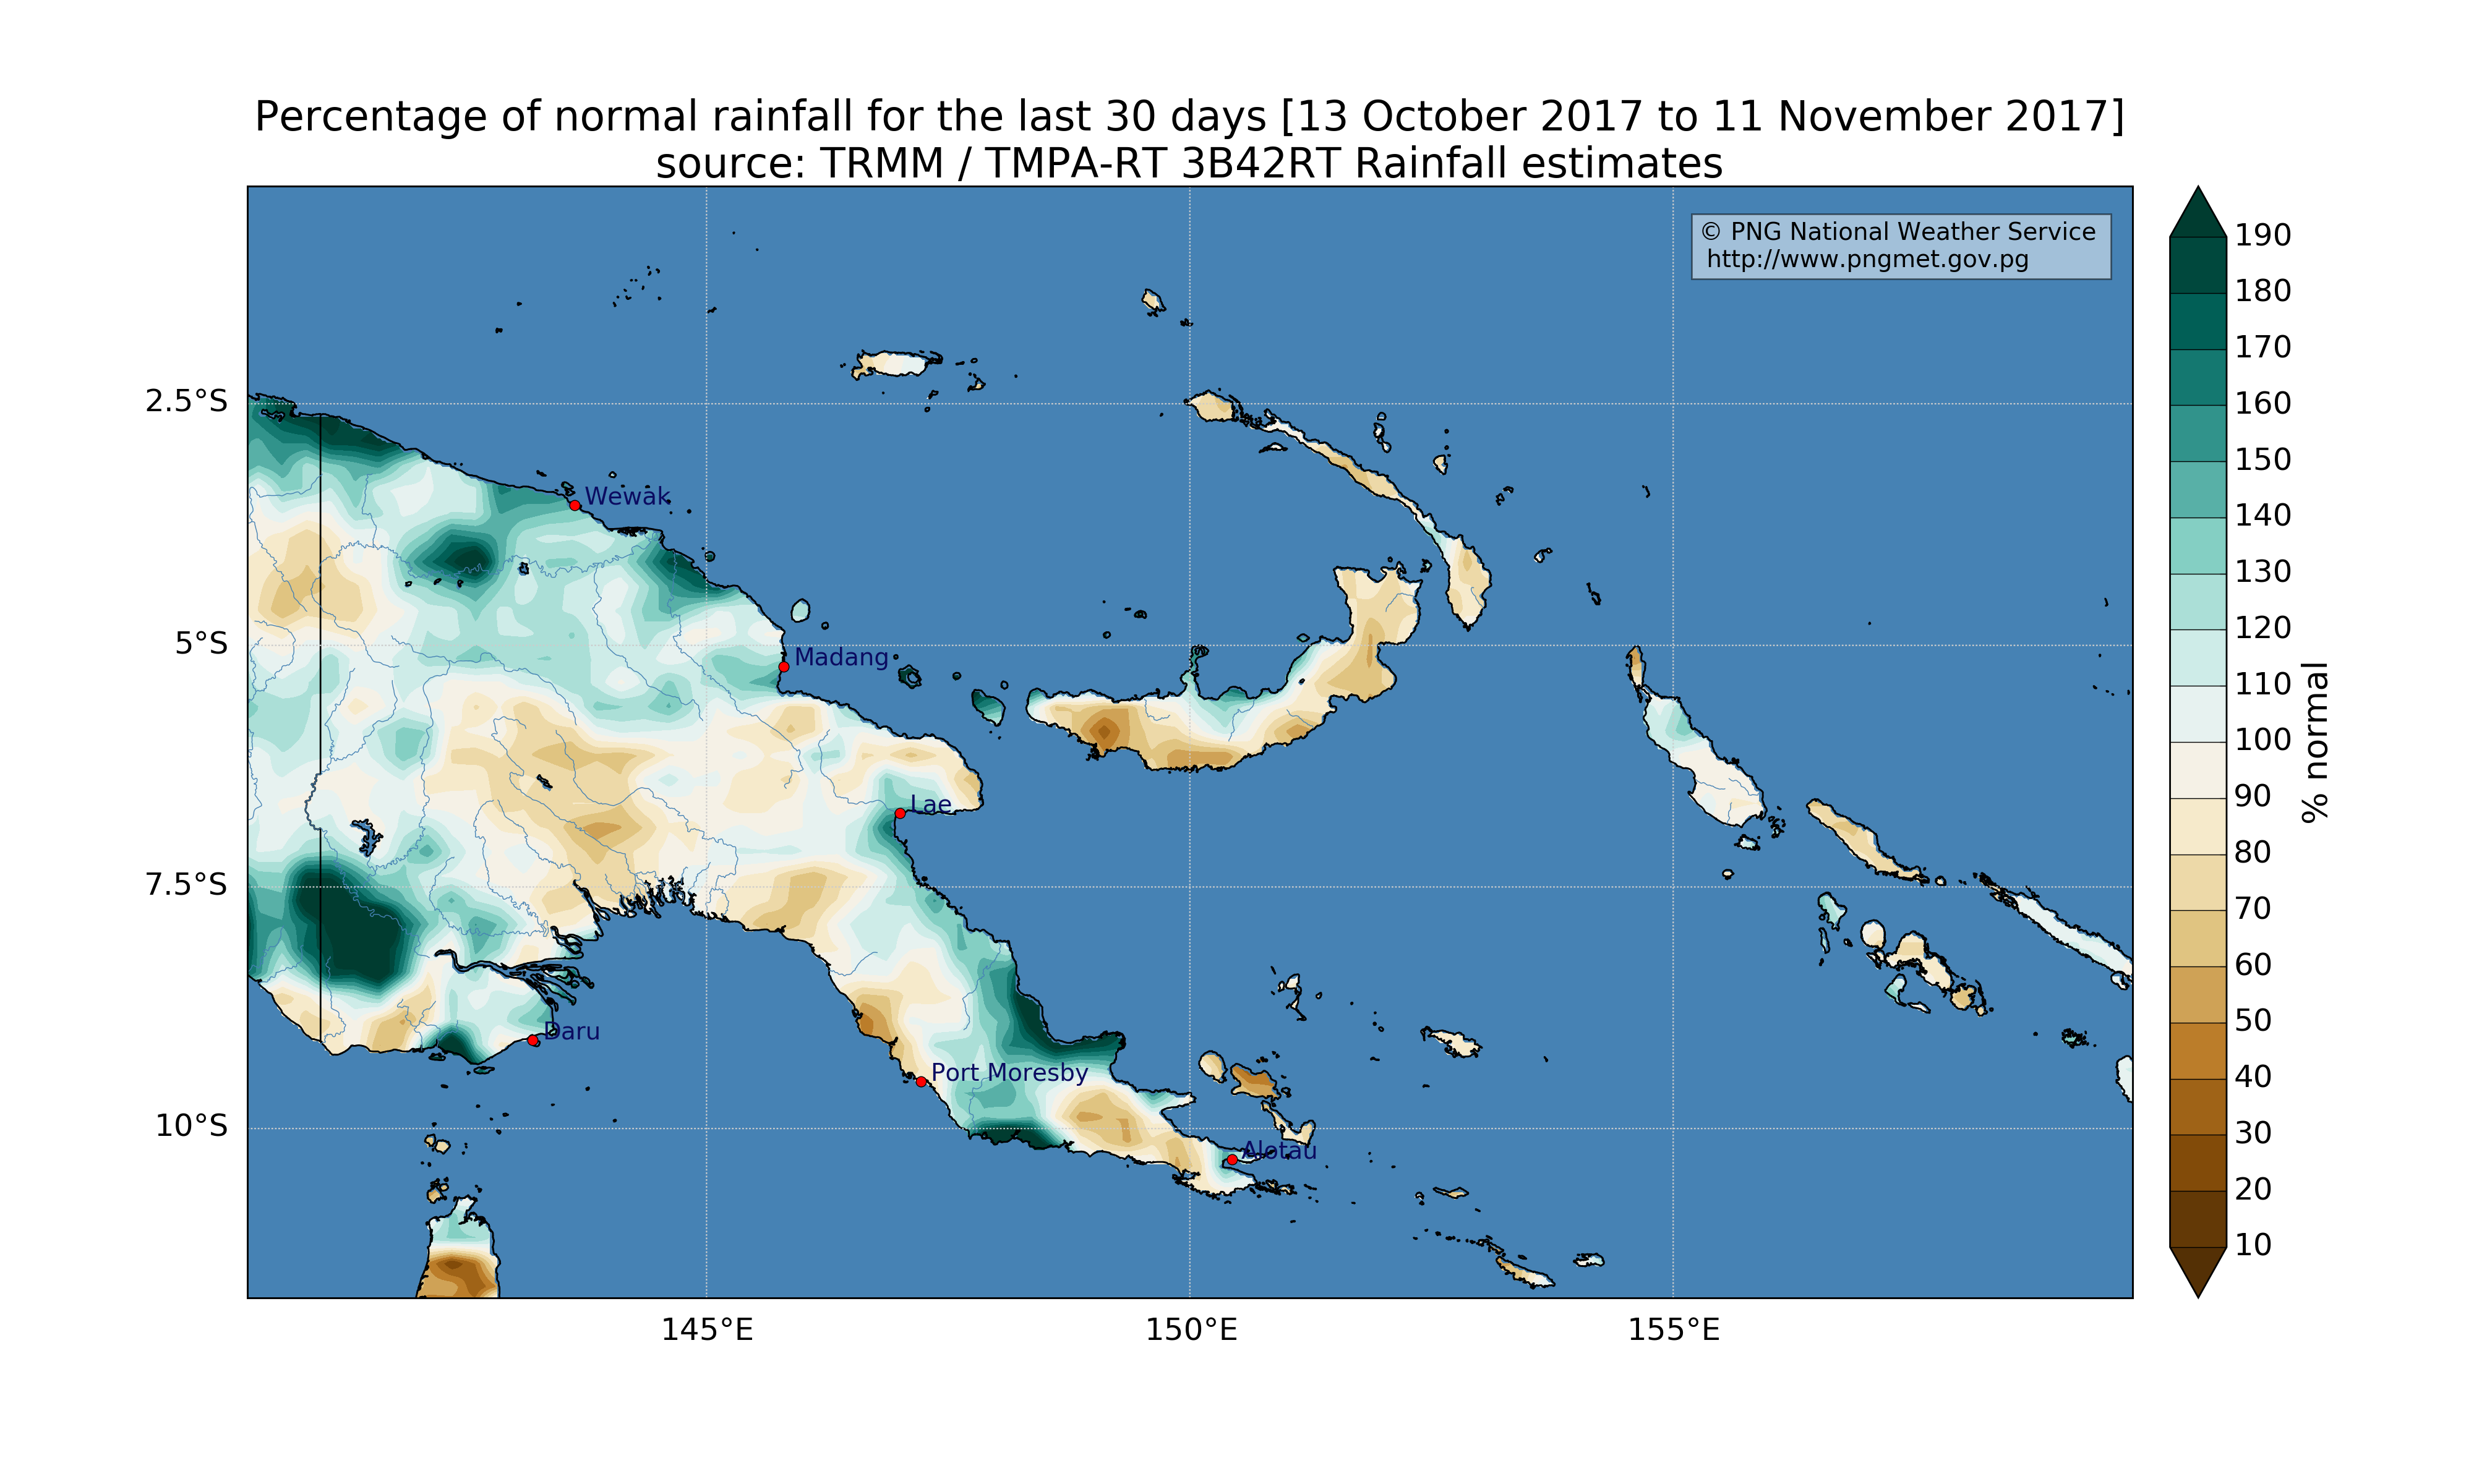 Percentage of normal rainfall for the last 30 days [13 October 2017 to 11 November 2017]
source: TRMM / TMPA-RT 3B42RT Rainfall estimates
© PNG National Weather Service
http://www.pngmet.gov.pg
190
180
170
160
150
140
130
120
110
100
90
80
70
60
50
40
30
20
10
% normal
2.5°S
5°S
7.5°S
10°S
Wewak
Madang
Lae
Daru
Port Moresby
Alotau
145°E
150°E
155°E